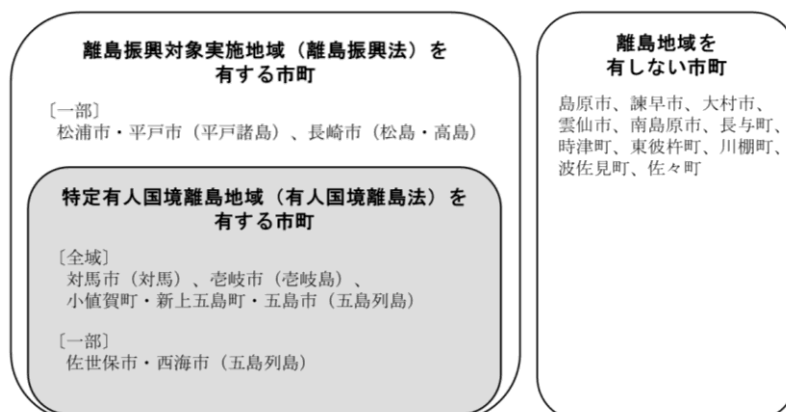 離島振興対象実施地域（離島振興法）を
有する市町
〔一部〕
松浦市・平戸市（平戸諸島）、長崎市（松島・高島）
特定有人国境離島地域（有人国境離島法）を
有する市町
〔全域〕
対馬市（対馬）、壱岐市（壱岐島）、
小値賀町・新上五島町・五島市（五島列島）
〔一部〕
佐世保市・西海市（五島列島）
離島地域を
有しない市町
島原市、諫早市、大村市、
雲仙市、南島原市、長与町、
時津町、東彼杵町、川棚町、
波佐見町、佐々町